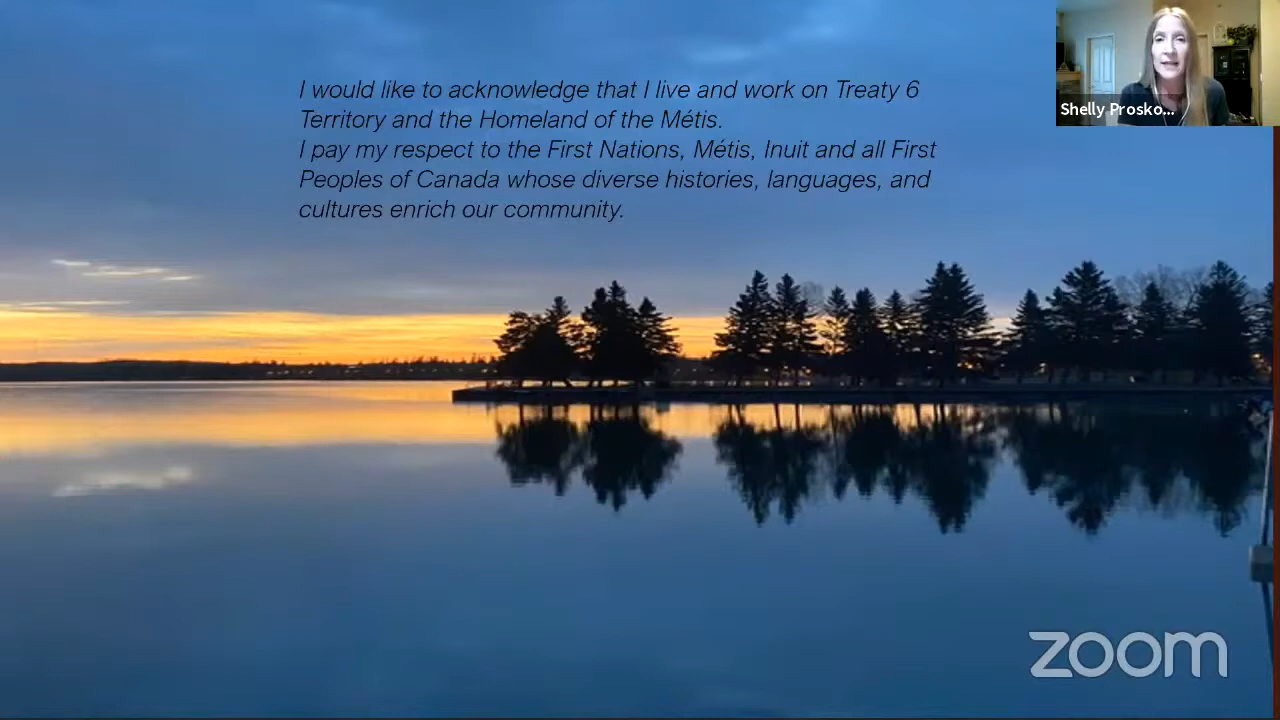 I would like to acknowledge that I live and work on Treaty 6
Territory and the Homeland of the Métis.
I pay my respect to the First Nations, Métis, Inuit and all First
Peoples of Canada whose diverse histories, languages, and
cultures enrich our community.
Shelly Prosko...
zoom